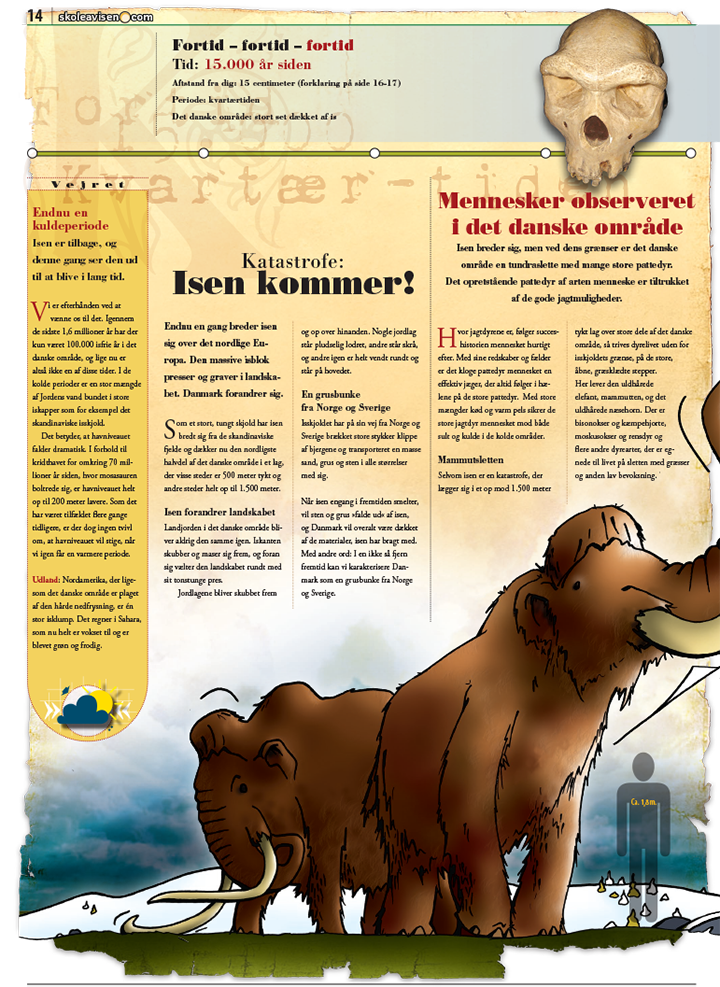 14
skoleavisen.com
Fortid – fortid – fortid
Tid: 15.000 år siden
Afstand fra dig: 15 centimeter (forklaring på side 16-17)
Periode: kvartærtiden
Det danske område: stort set dækket af is
Kvartær-tiden
Vejret
Endnu en
kuldeperiode
Isen er tilbage, og
denne gang ser den ud
til at blive i lang tid.
Vi er efterhånden ved at
vænne os til det. Igennem
de sidste 1,6 millioner år har der
kun været 100.000 isfrie år i det
danske område, og lige nu er
altså ikke en af disse tider. I de
kolde perioder er en stor mængde
af Jordens vand bundet i store
iskapper som for eksempel det
skandinaviske isskjold.
Det betyder, at havniveauet
falder dramatisk. I forhold til
kridthavet for omkring 70 mil-
lioner år siden, hvor mosasauren
boltrede sig, er havniveauet helt
op til 200 meter lavere. Som det
har været tilfældet flere gange
tidligere, er der dog ingen tvivl
om, at havniveauet vil stige, når
vi igen får en varmere periode.
Udland: Nordamerika, der lige-
som det danske område er plaget
af den hårde nedfrysning, er én
stor isklump. Det regner i Sahara,
som nu helt er vokset til og er
blevet grøn og frodig.
Katastrofe:
Isen kommer!
Endnu en gang breder isen
sig over det nordlige Eu-
ropa. Den massive isblok
presser og graver i landska-
bet. Danmark forandrer sig.
Som et stort, tungt skjold har isen
bredt sig fra de skandinaviske
fjelde og dækker nu den nordligste
halvdel af det danske område i et lag,
der visse steder er 500 meter tykt og
andre steder helt op til 1.500 meter.
Isen forandrer landskabet
Landjorden i det danske område bli-
ver aldrig den samme igen. Iskanten
skubber og maser sig frem, og foran
sig vælter den landskabet rundt med
sit tonstunge pres.
Jordlagene bliver skubbet frem
og op over hinanden. Nogle jordlag
står pludselig lodret, andre står skrå,
og andre igen er helt vendt rundt og
står på hovedet.
En grusbunke
fra Norge og Sverige
Isskjoldet har på sin vej fra Norge og
Sverige brækket store stykker klippe
af bjergene og transporteret en masse
sand, grus og sten i alle størrelser
med sig.
Når isen engang i fremtiden smelter,
vil sten og grus »falde ud« af isen,
og Danmark vil overalt være dækket
af de materialer, isen har bragt med.
Med andre ord: I en ikke så fjern
fremtid kan vi karakterisere Dan-
mark som en grusbunke fra Norge
og Sverige.
Mennesker observeret
i det danske område
Isen breder sig, men ved dens grænser er det danske
område en tundraslette med mange store pattedyr.
Det opretstående pattedyr af arten menneske er tiltrukket
af de gode jagtmuligheder.
Hvor jagtdyrene er, følger succes-
historien mennesket hurtigt
efter. Med sine redskaber og fælder
er det kloge pattedyr mennesket en
effektiv jæger, der altid følger i hæ-
lene på de store pattedyr. Med store
mængder kød og varm pels sikrer de
store jagtdyr mennesket mod både
sult og kulde i de kolde områder.
Mammutsletten
Selvom isen er en katastrofe, der
lægger sig i et op mod 1.500 meter
tykt lag over store dele af det danske
område, så trives dyrelivet uden for
isskjoldets grænse, på de store,
åbne, græsklædte stepper.
Her lever den uldhårede
elefant, mammutten, og det
uldhårede næsehorn. Der er
bisonokser og kæmpehjorte,
moskusokser og rensdyr og
flere andre dyrearter, der er eg-
nede til livet på sletten med græsser
og anden lav bevoksning.
Ca. 1,8 m.